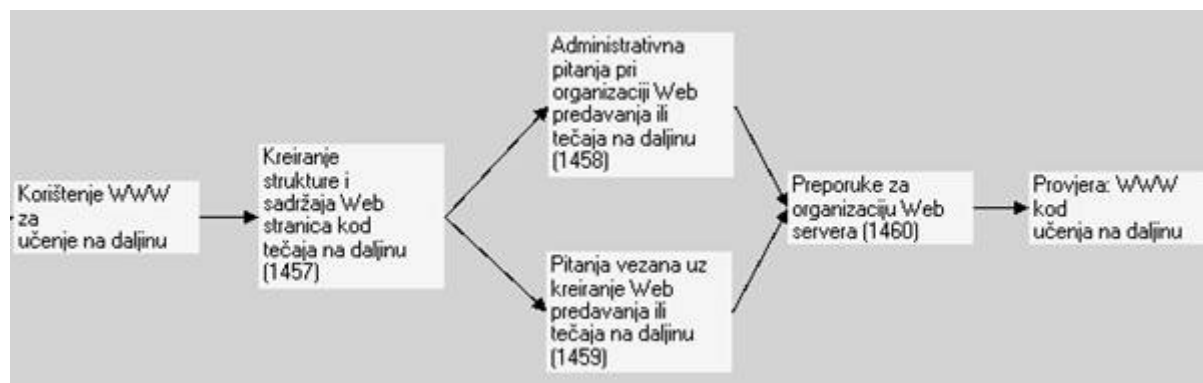 Korištenje WWW
za
učenje na daljinu
Kreiranje
strukture i
sadržaja Web
stranica kod
tečaja na daljinu
(1457)
Administrativna
pitanja pri
organizaciji Web
predavanja ili
tečaja na daljinu
(1458)
Pitanja vezana uz
kreiranje Web
predavanja ili
tečaja na daljinu
(1459)
Preporuke za
organizaciju Web
servera (1460)
Provjera: WWW
kod
učenja na daljinu